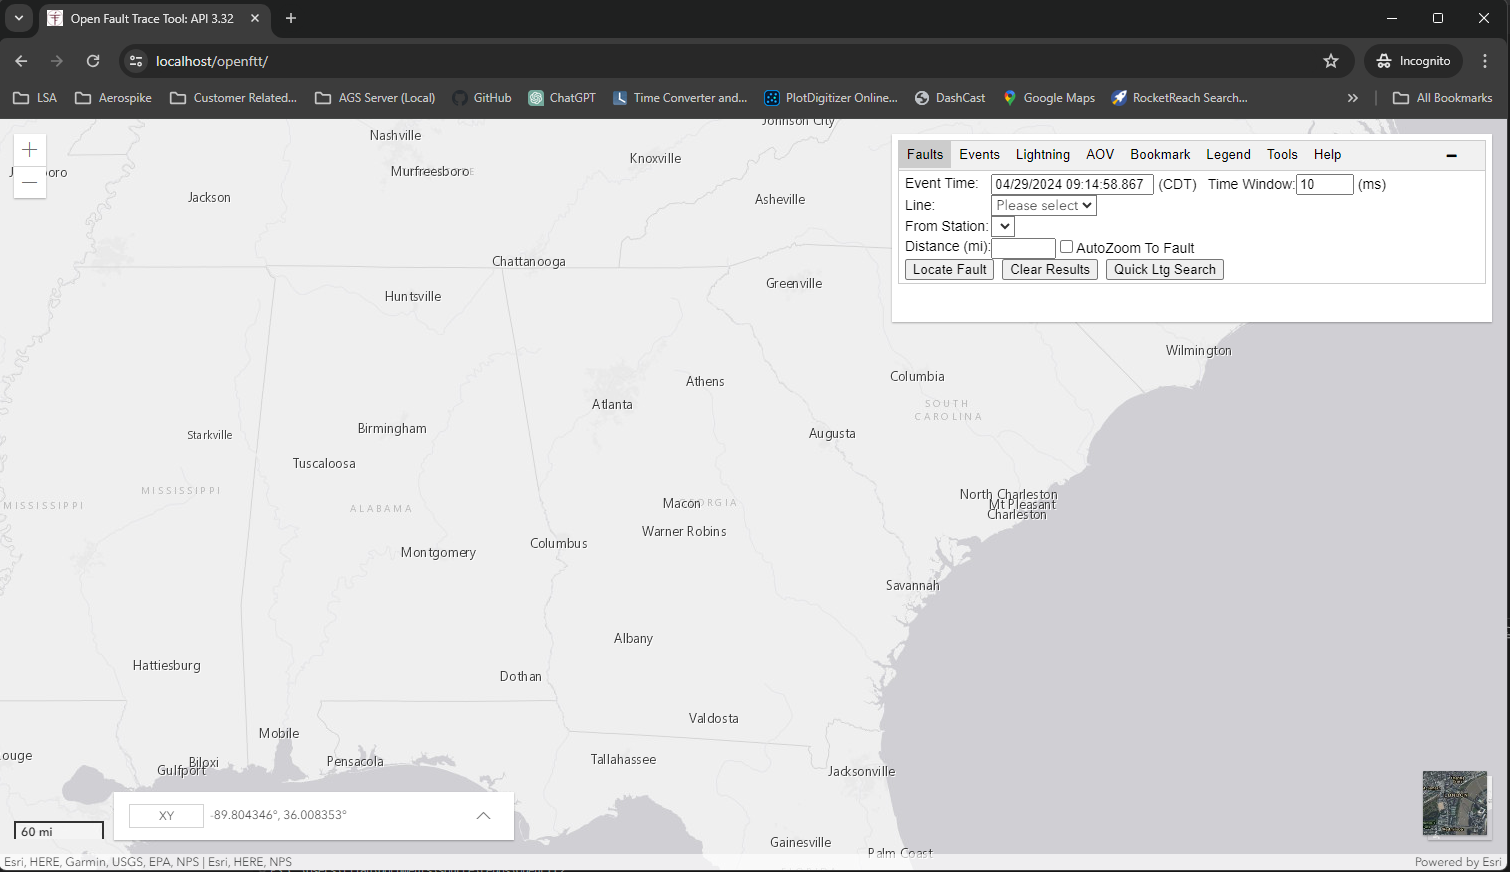 Open Fault Trace Tool: API 3.32
localhost/openftt/
Incognito
LSA
Aerospike
Customer Related...
AGS Server (Local)
GitHub
ChatGPT
Time Converter and...
PlotDigitizer Online...
DashCast
Google Maps
RocketReach Search...
All Bookmarks
Faults Events Lightning AOV Bookmark Legend Tools Help
Event Time: 04/29/2024 09:14:58.867 (CDT) Time Window: 10 (ms)
Line: Please select
From Station:
Distance (mi): AutoZoom To Fault
Locate Fault Clear Results Quick Ltg Search
Johnson City
Nashville
Knoxville
Murfreesboro
Jackson
Asheville
Chattanooga
Greenville
Huntsville
Wilmington
Columbia
Athens
Atlanta
SOUTH
CAROLINA
Birmingham
Starkville
Augusta
Tuscaloosa
MISSISSIPPI
MISSISSIPPI
North Charleston
Mt Pleasant
Charleston
ALABAMA
Macon
GEORGIA
Warner Robins
Columbus
Montgomery
Savannah
Albany
Hattiesburg
Dothan
Valdosta
Mobile
ouge
Biloxi
Gulfport
Pensacola
Tallahassee
Jacksonville
XY -89.804346°, 36.008353°
60 mi
Gainesville
Palm Coast
Esri, HERE, Garmin, USGS, EPA, NPS | Esri, HERE, NPS
Powered by Esri